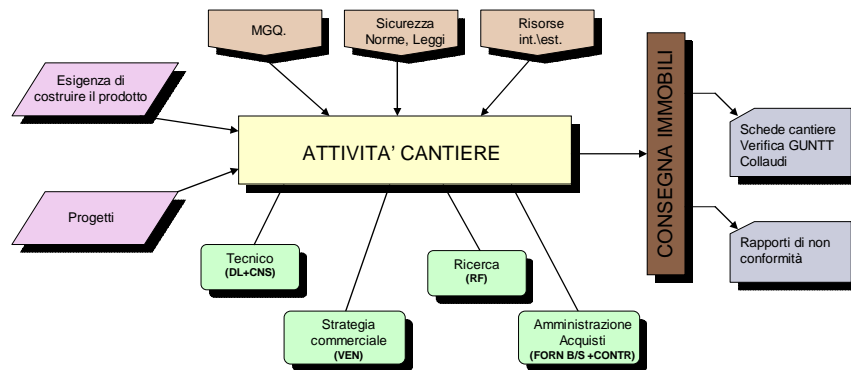 MGQ.
Sicurezza
Norme, Leggi
Risorse
int.\est.
Esigenza di
costruire il prodotto
Progetti
ATTIVITA' CANTIERE
CONSEGNA IMMOBILI
Schede cantiere
Verifica GUNTT
Collaudi
Rapporti di non
conformità
Tecnico
(DL+CNS)
Strategia
commerciale
(VEN)
Ricerca
(RF)
Amministrazione
Acquisti
(FORN B/S +CONTR)